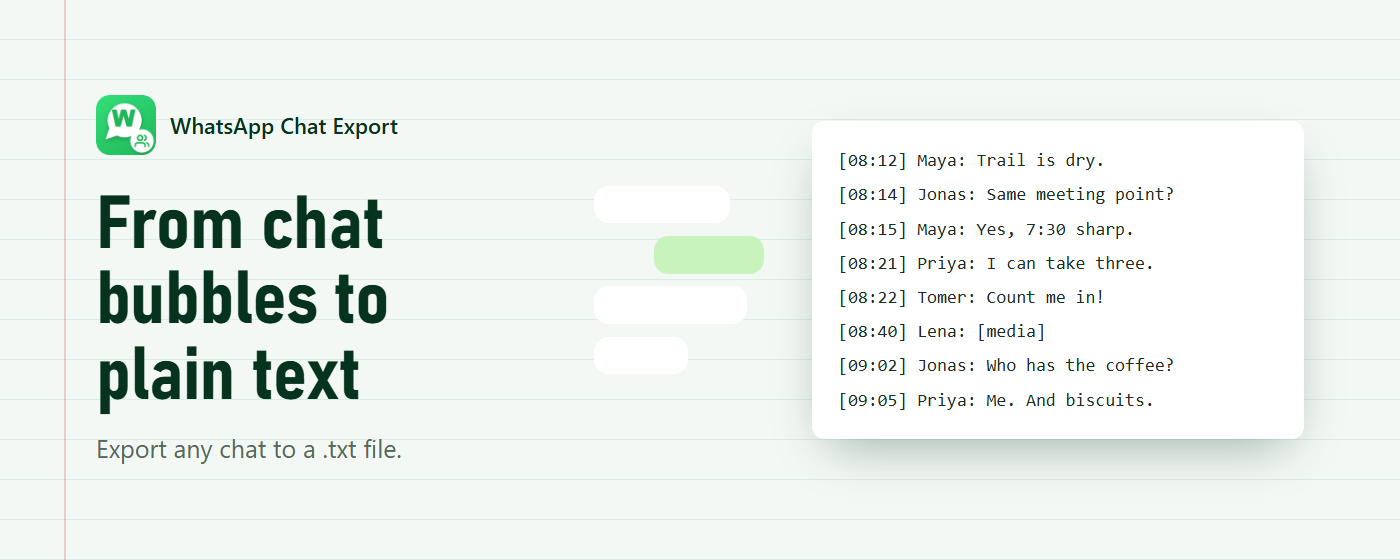 W
WhatsApp Chat Export
From chat
bubbles to
plain text
Export any chat to a .txt file.
[08:12] Maya: Trail is dry.
[08:14] Jonas: Same meeting point?
[08:15] Maya: Yes, 7:30 sharp.
[08:21] Priya: I can take three.
[08:22] Tomer: Count me in!
[08:40] Lena: [media]
[09:02] Jonas: Who has the coffee?
[09:05] Priya: Me. And biscuits.